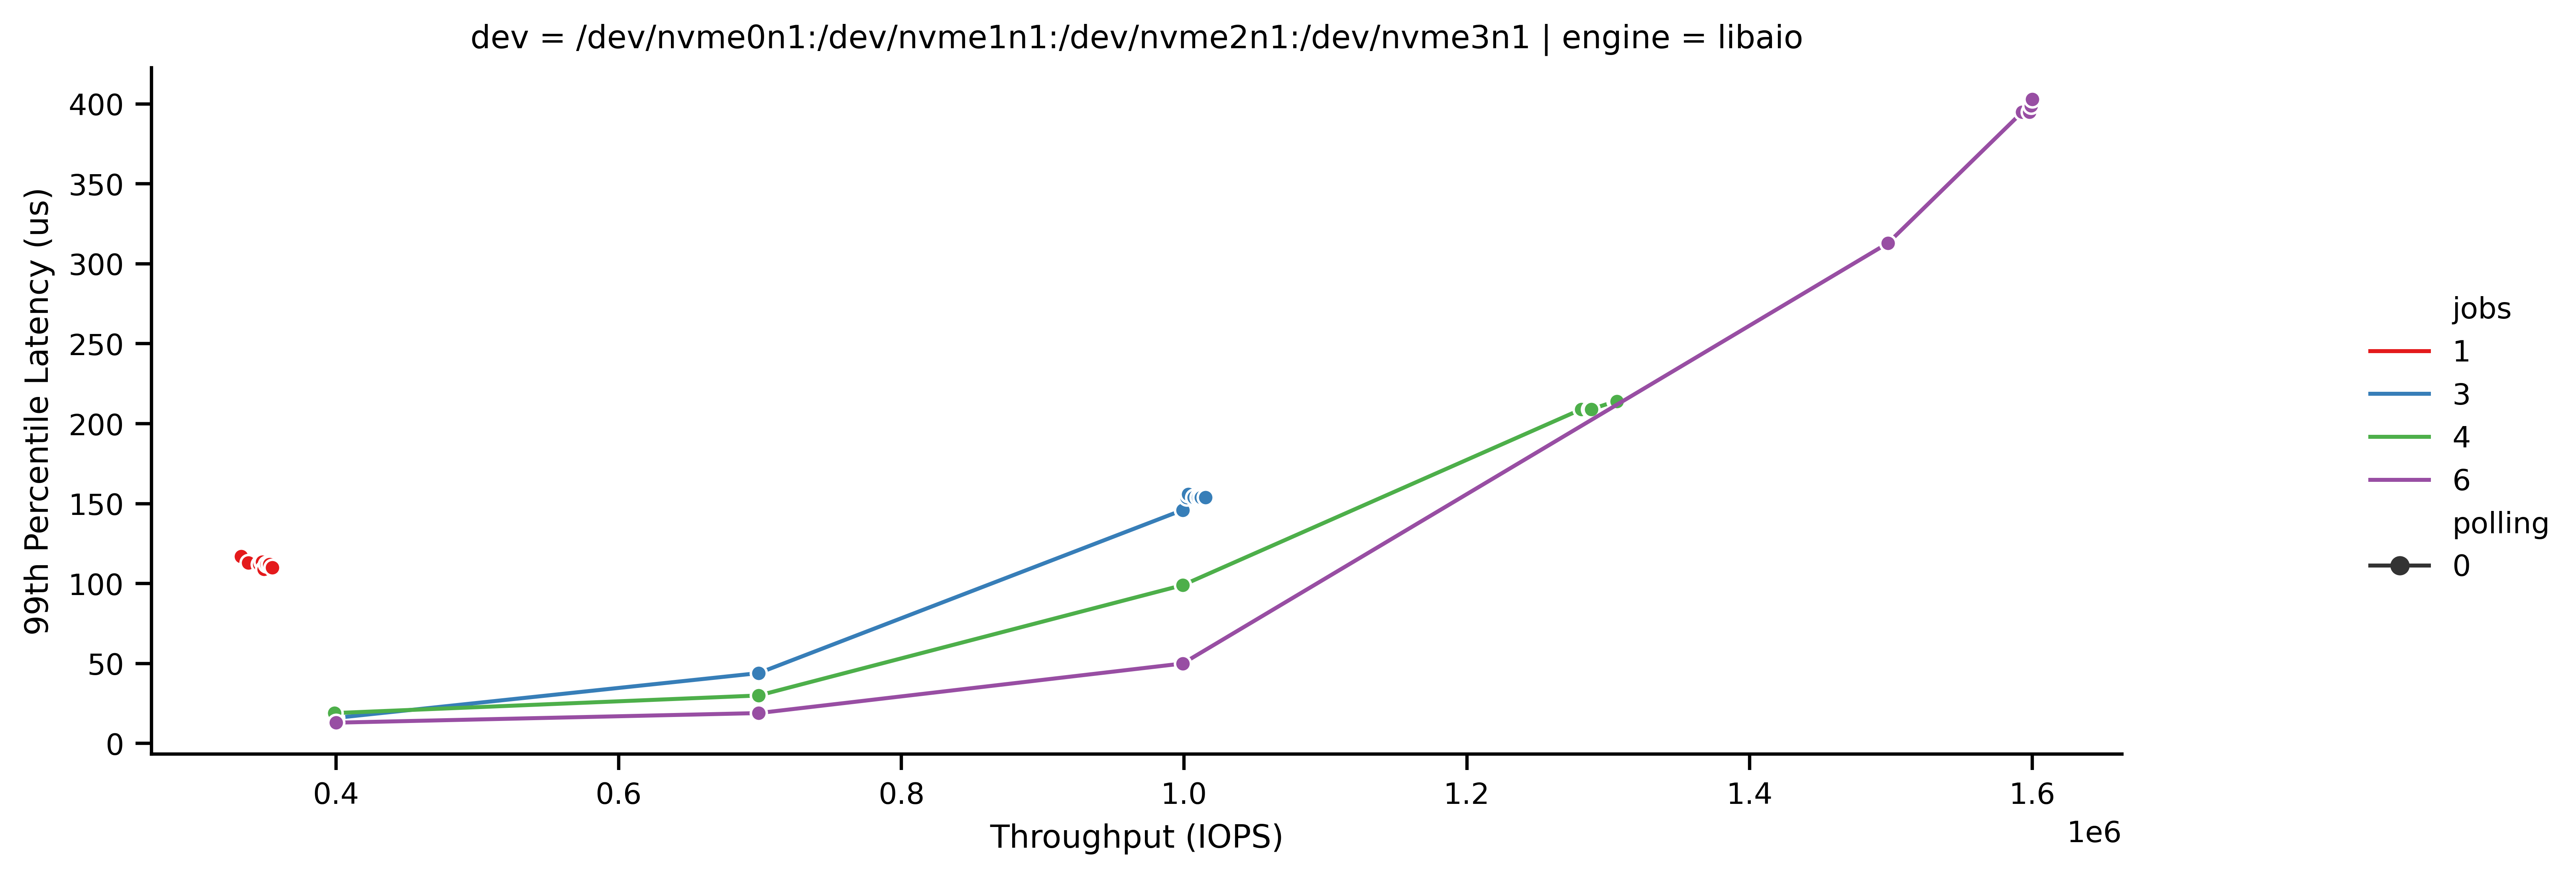 dev = /dev/nvme0n1:/dev/nvme1n1:/dev/nvme2n1:/dev/nvme3n1 | engine = libaio
99th Percentile Latency (us)
400
350
300
250
200
150
100
50
0
0.4 0.6 0.8 1.0 1.2 1.4 1.6
1e6
Throughput (IOPS)
jobs
1
3
4
6
polling
0